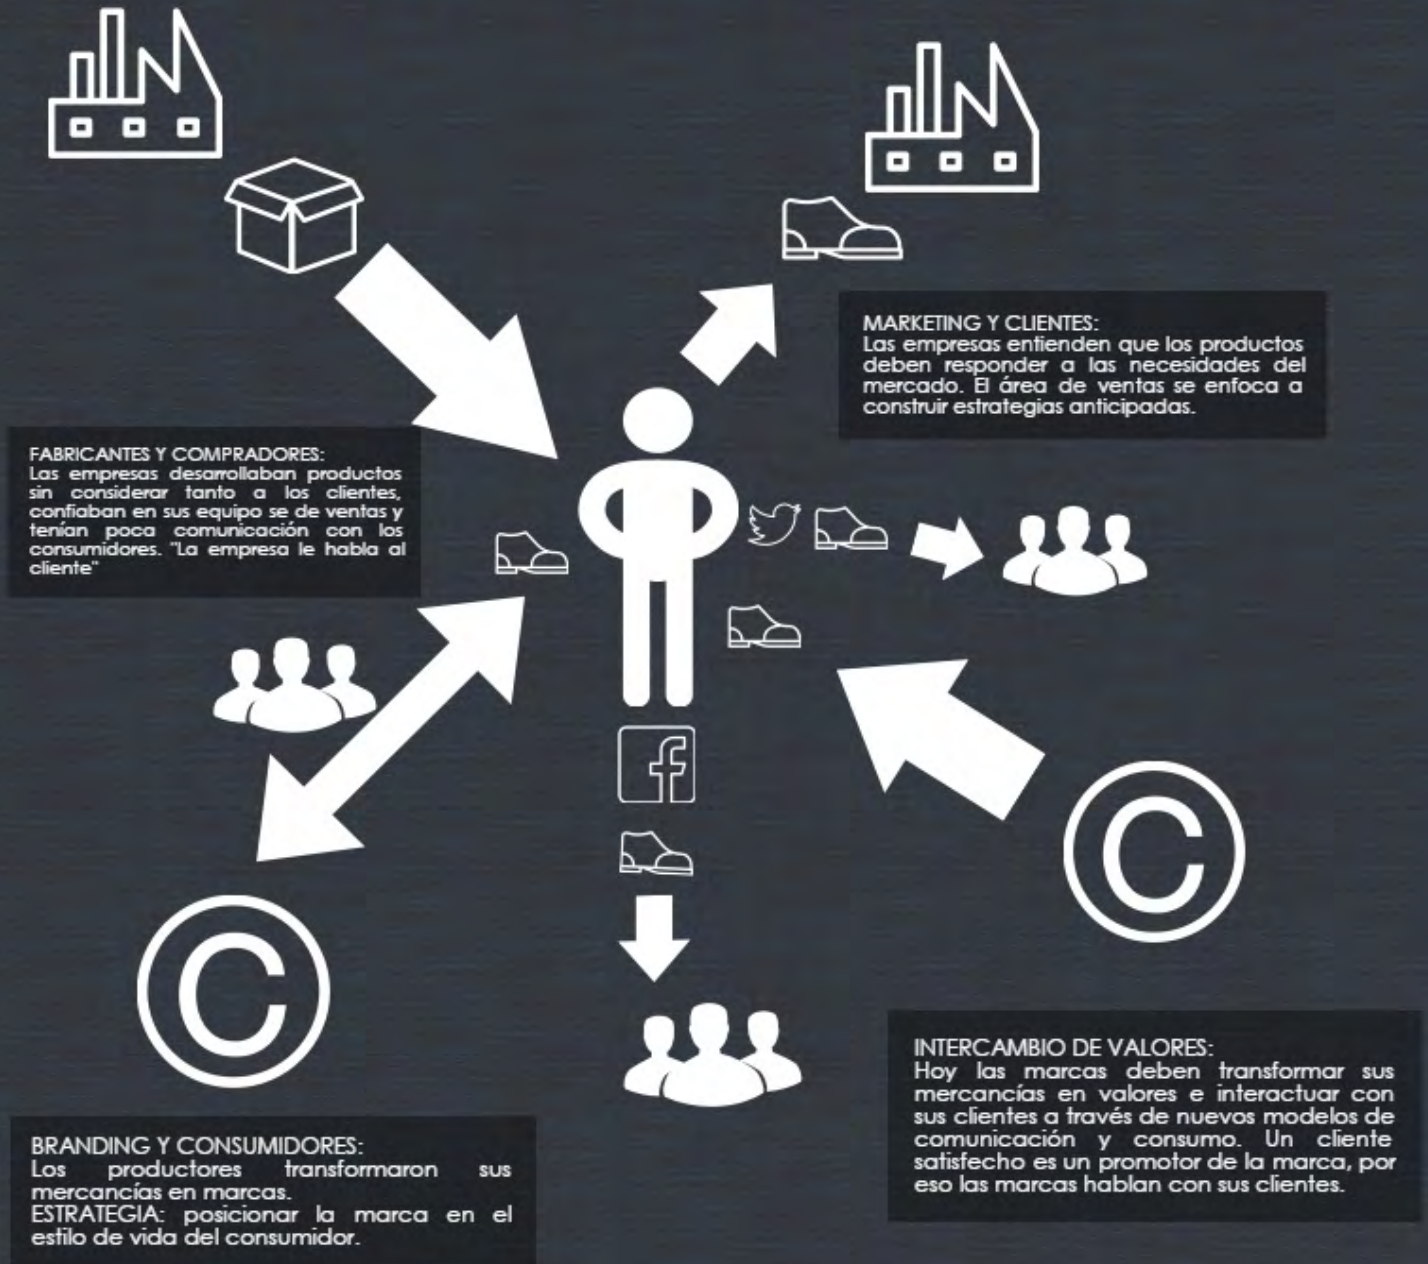 MARKETING Y CLIENTES:
Las empresas entienden que los productos
deben responder a las necesidades del
mercado. El área de ventas se enfoca a
construir estrategias anticipadas.
FABRICANTES Y COMPRADORES:
Las empresas desarrollaban productos
sin considerar tanto a los clientes,
confiaban en sus equipo se de ventas y
tenían poca comunicación con los
consumidores. "La empresa le habla al
cliente"
f
C
C
INTERCAMBIO DE VALORES:
Hoy las marcas deben transformar sus
mercancías en valores e interactuar con
sus clientes a través de nuevos modelos de
comunicación y consumo. Un cliente
satisfecho es un promotor de la marca, por
eso las marcas hablan con sus clientes.
BRANDING Y CONSUMIDORES:
Los productores transformaron sus
mercancías en marcas.
ESTRATEGIA: posicionar la marca en el
estilo de vida del consumidor.